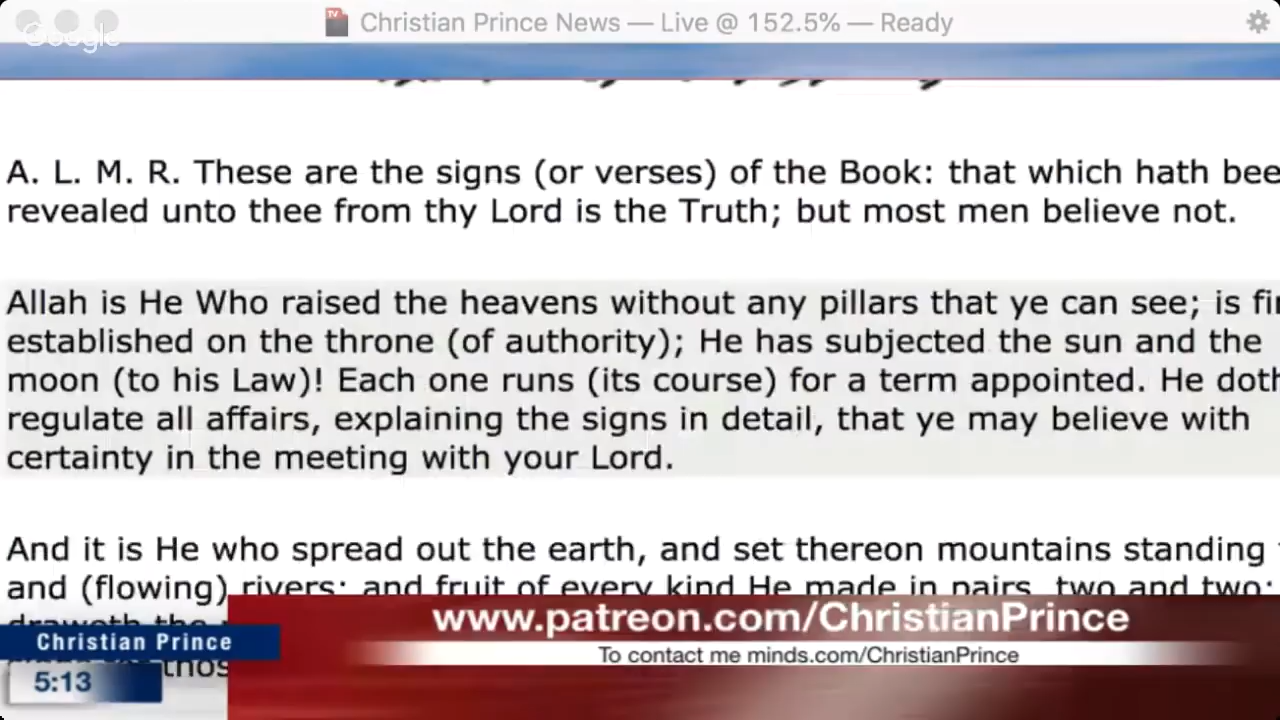 Google
Christian Prince News — Live @ 152.5% — Ready
A. L. M. R. These are the signs (or verses) of the Book: that which hath bee
revealed unto thee from thy Lord is the Truth; but most men believe not.
Allah is He Who raised the heavens without any pillars that ye can see; is fir
established on the throne (of authority); He has subjected the sun and the
moon (to his Law)! Each one runs (its course) for a term appointed. He doth
regulate all affairs, explaining the signs in detail, that ye may believe with
certainty in the meeting with your Lord.
And it is He who spread out the earth, and set thereon mountains standing
and (flowing) rivers: and fruit of every kind He made in pairs, two and two:
draweth the
www.patreon.com/ChristianPrince
Christian Prince
To contact me minds.com/ChristianPrince
thos
5:13